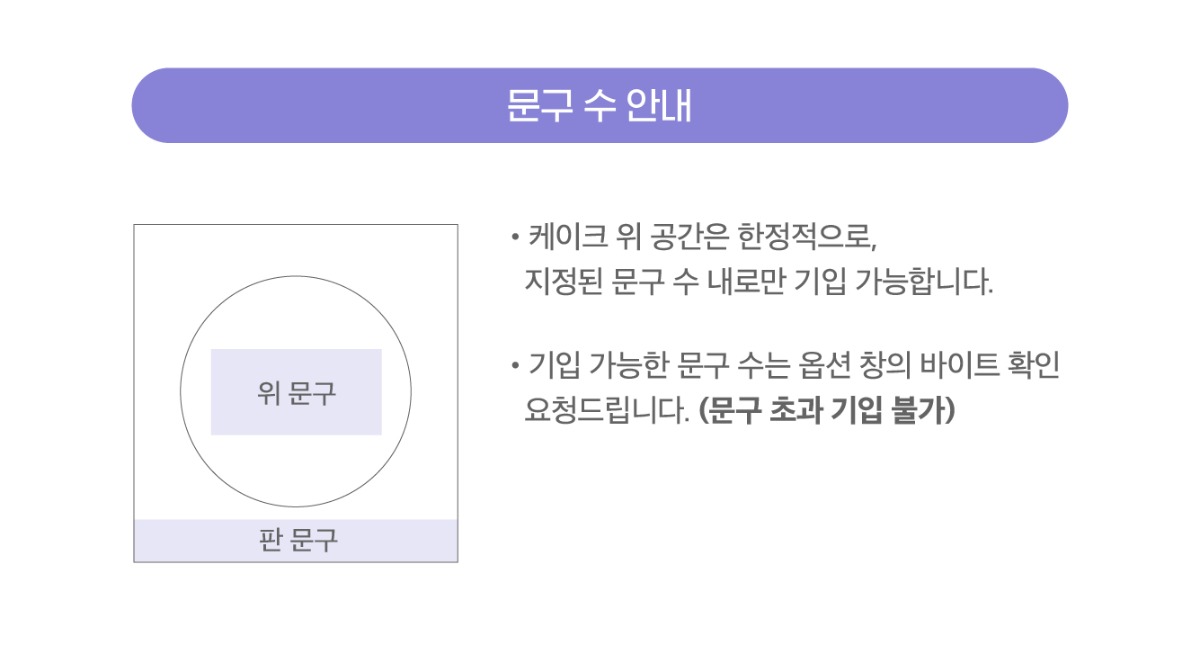 문구 수 안내
위 문구
판 문구
• 케이크 위 공간은 한정적으로,
지정된 문구 수 내로만 기입 가능합니다.
• 기입 가능한 문구 수는 옵션 창의 바이트 확인
요청드립니다. (문구 초과 기입 불가)